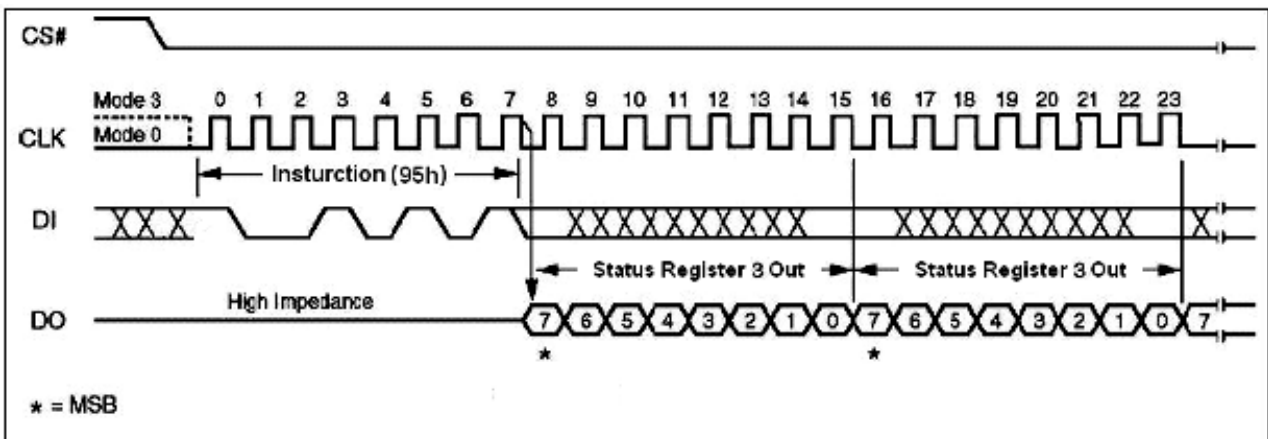 CS#
Mode 3 0 1 2 3 4 5 6 7 8 9 10 11 12 13 14 15 16 17 18 19 20 21 22 23
CLK Mode 0
Insturction (95h)
DI
Status Register 3 Out Status Register 3 Out
High Impedance
DO 7 6 5 4 3 2 1 0 7 6 5 4 3 2 1 0 7
* *
* = MSB